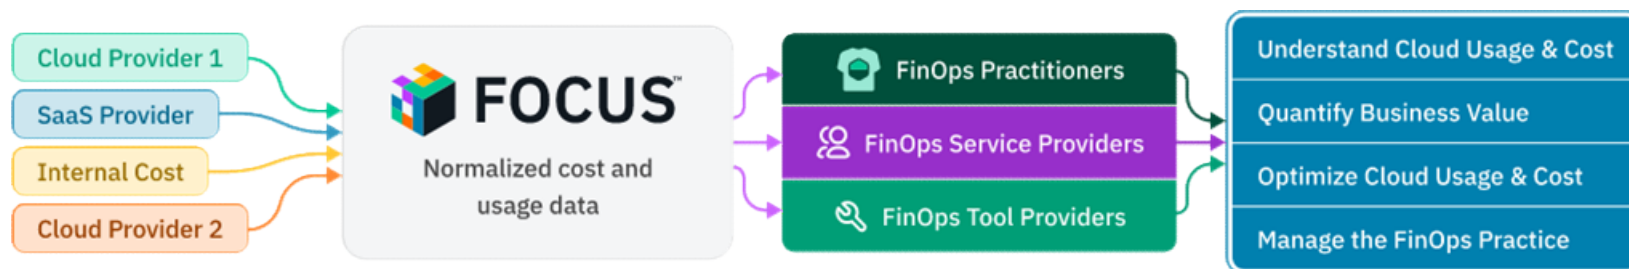 Cloud Provider 1
SaaS Provider
Internal Cost
Cloud Provider 2
FOCUS™
Normalized cost and
usage data
FinOps Practitioners
FinOps Service Providers
FinOps Tool Providers
Understand Cloud Usage & Cost
Quantify Business Value
Optimize Cloud Usage & Cost
Manage the FinOps Practice